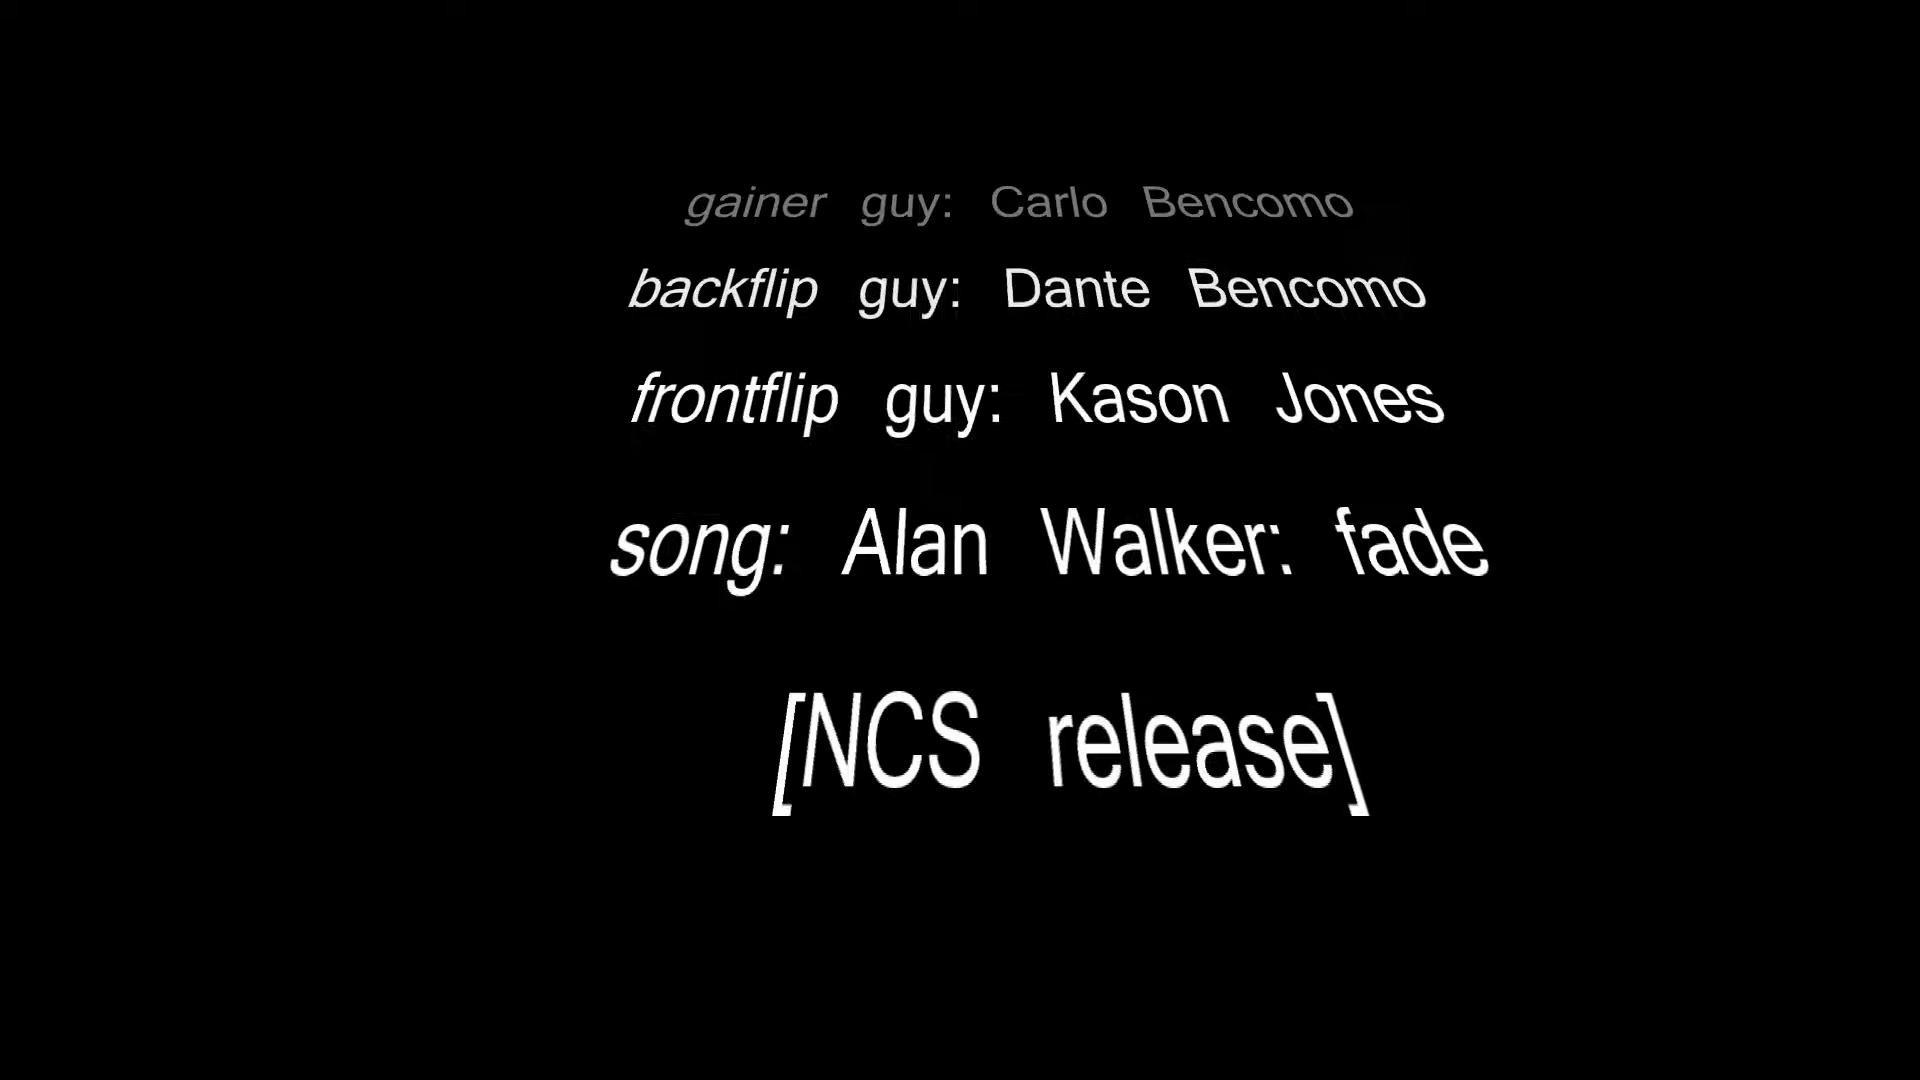 gainer guy: Carlo Bencomo
backflip guy: Dante Bencomo
frontflip guy: Kason Jones
song: Alan Walker: fade
[NCS release]